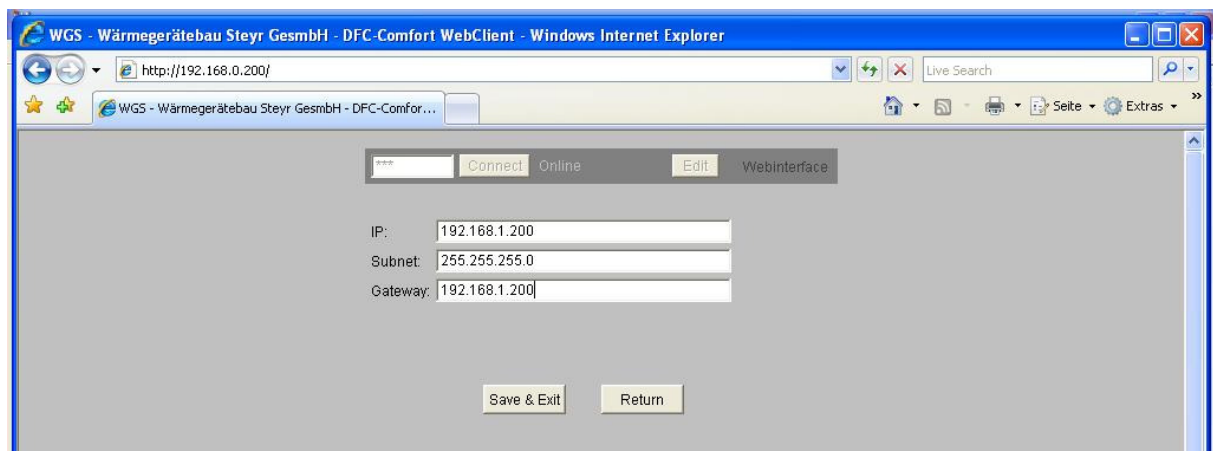 WGS - Wärmegerätebau Steyr GesmbH - DFC-Comfort WebClient - Windows Internet Explorer
http://192.168.0.200/ Live Search
WGS - Wärmegerätebau Steyr GesmbH - DFC-Comfor... Seite Extras »
*** Connect Online Edit Webinterface
IP: 192.168.1.200
Subnet: 255.255.255.0
Gateway: 192.168.1.200
Save & Exit Return